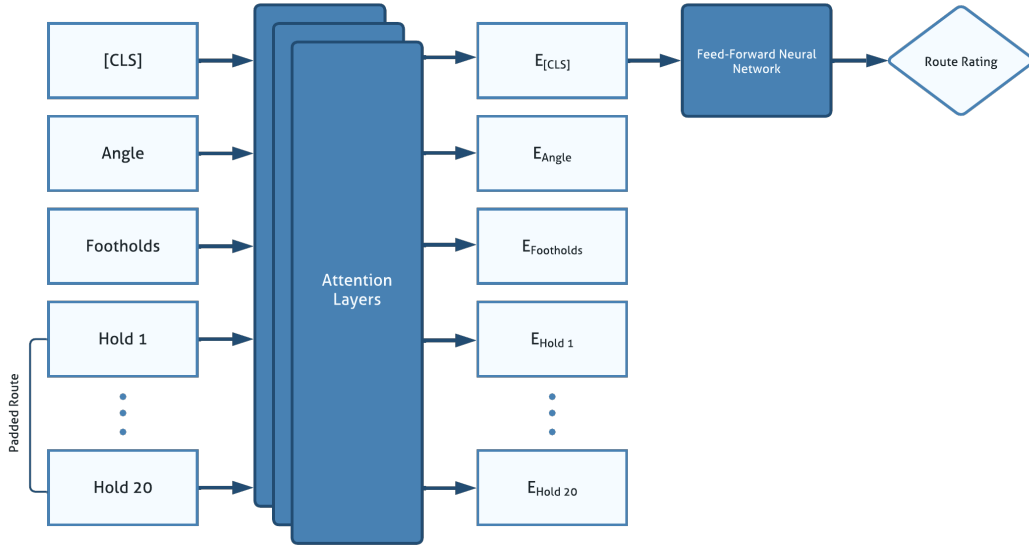 [CLS]
E[CLS]
Feed-Forward Neural
Network
Route Rating
Angle
EAngle
Footholds
EFootholds
Attention
Layers
Padded Route
Hold 1
EHold 1
Hold 20
EHold 20